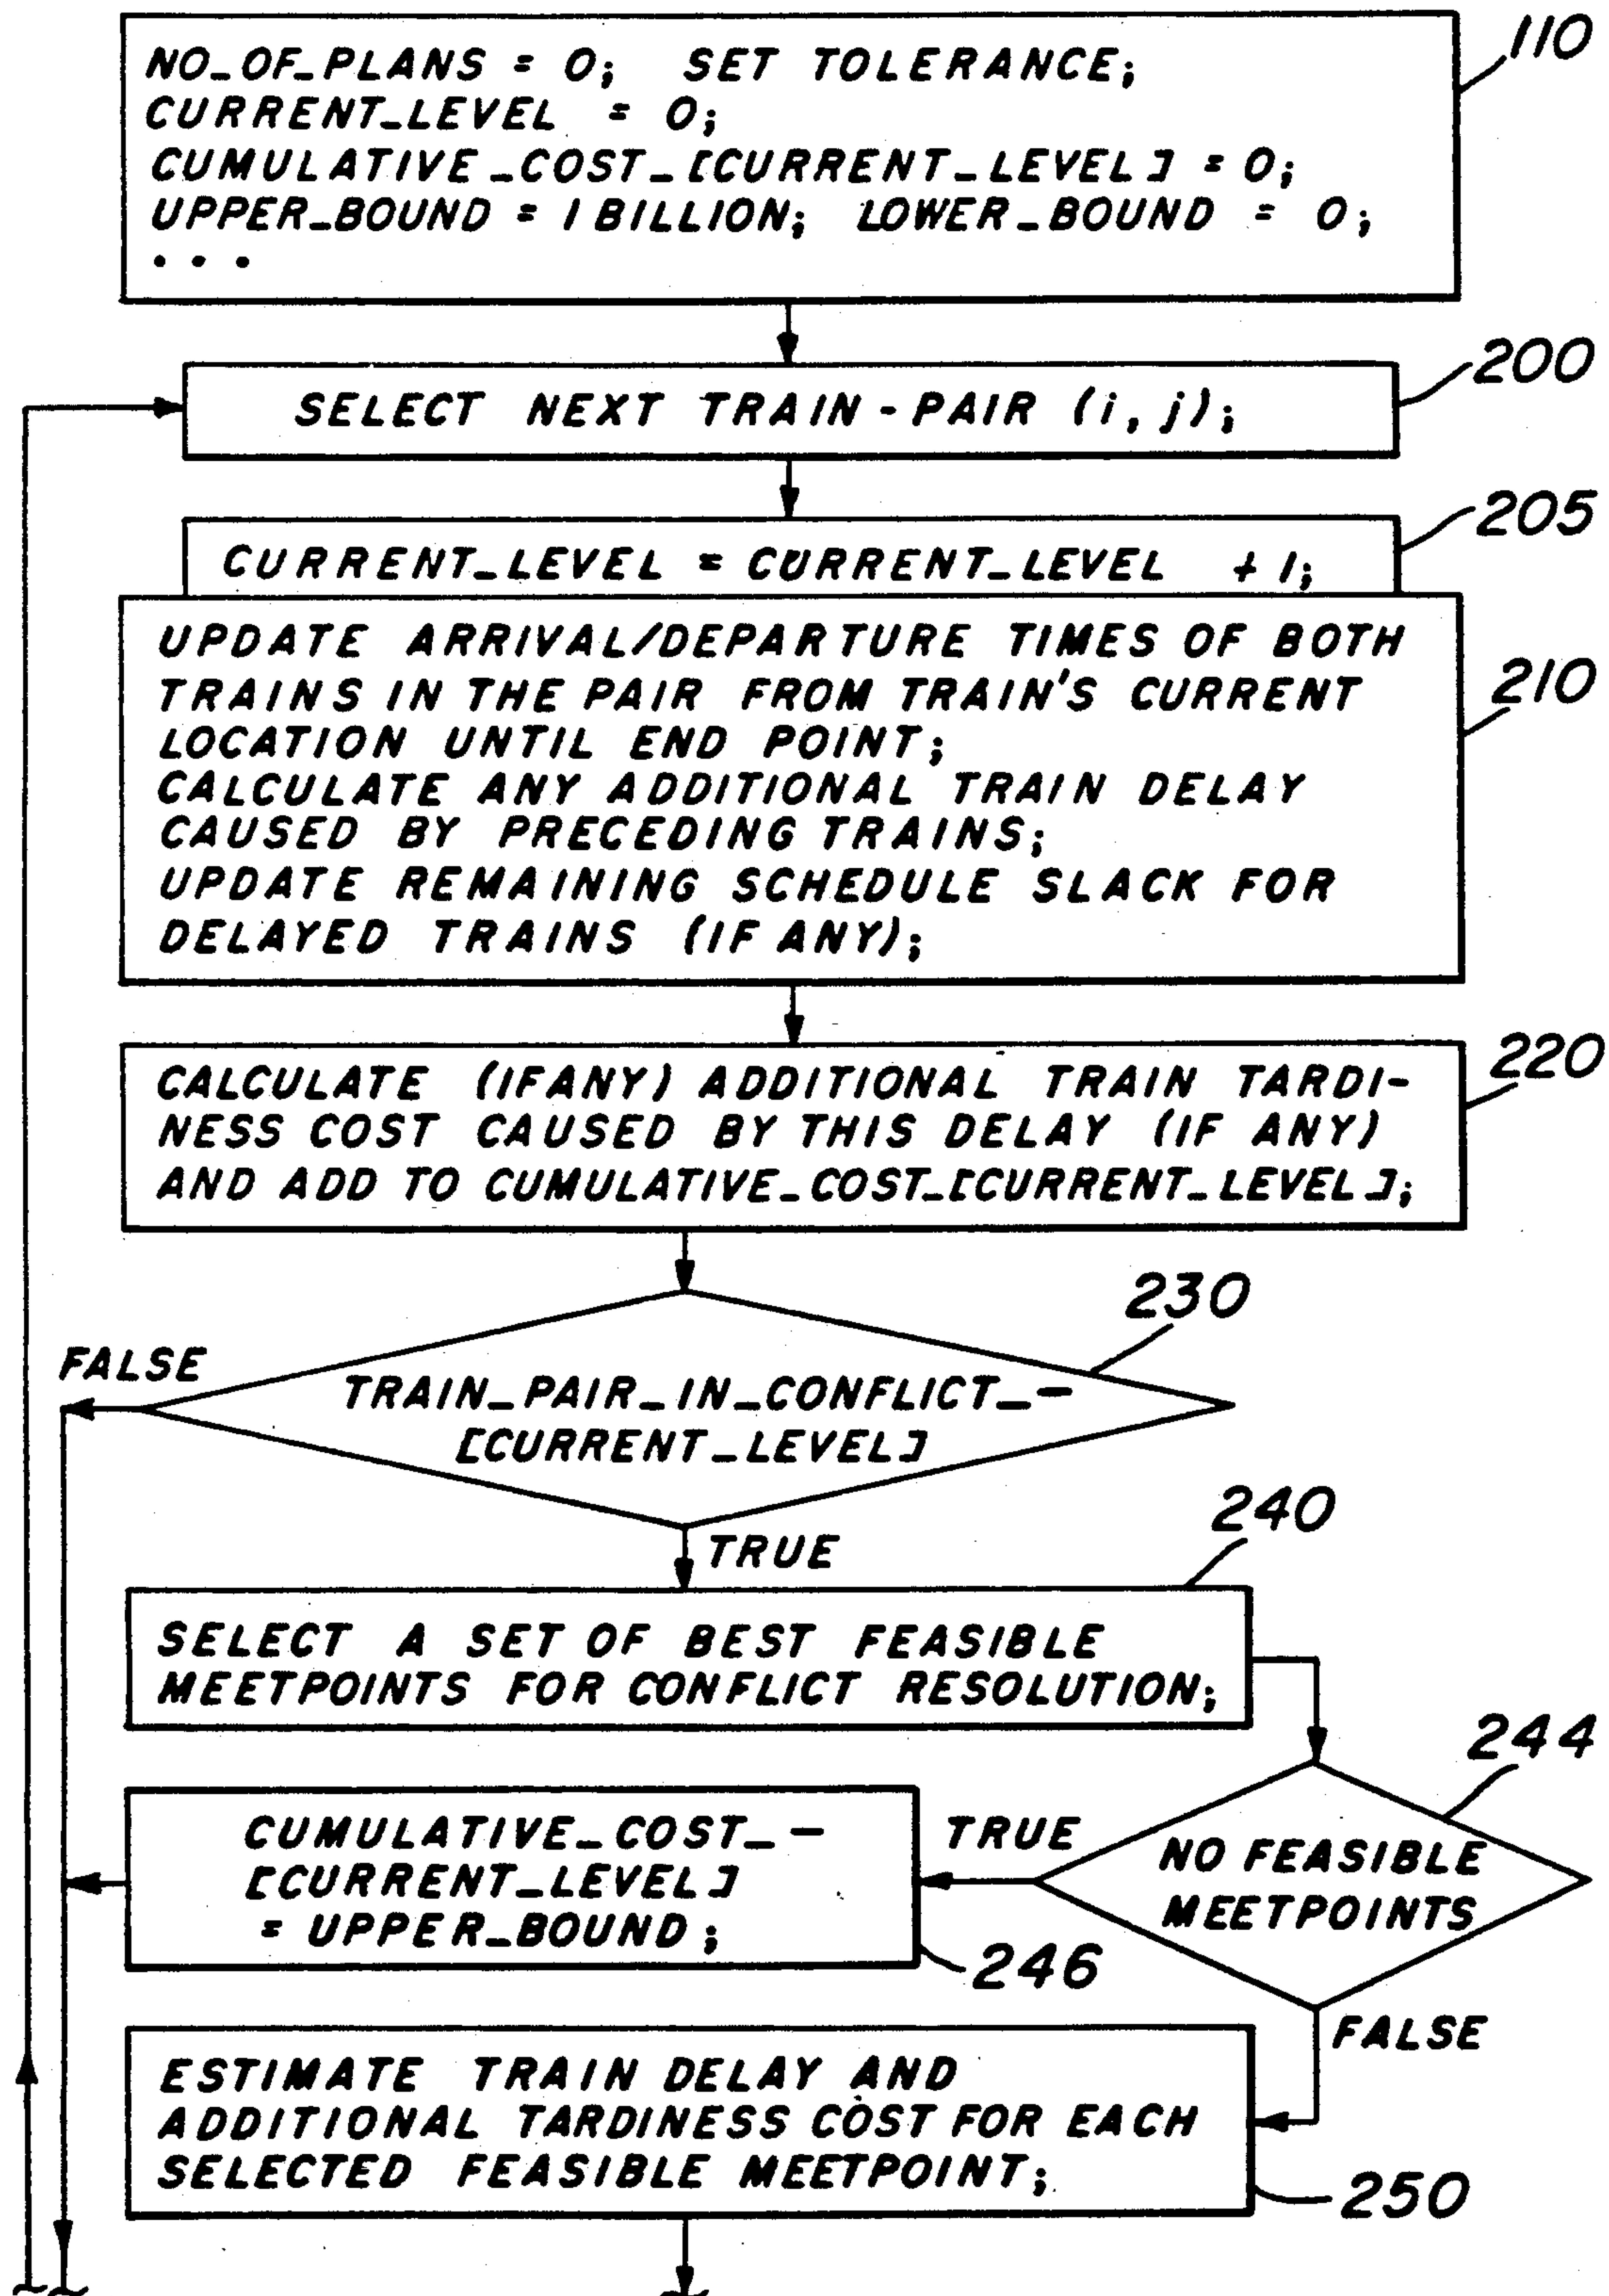 NO_OF_PLANS = 0; SET TOLERANCE;
CURRENT_LEVEL = 0;
CUMULATIVE_COST_[CURRENT_LEVEL] = 0;
UPPER_BOUND = 1 BILLION; LOWER_BOUND = 0;
...
110
SELECT NEXT TRAIN-PAIR (i, j);
200
CURRENT_LEVEL = CURRENT_LEVEL + 1;
205
UPDATE ARRIVAL/DEPARTURE TIMES OF BOTH
TRAINS IN THE PAIR FROM TRAIN'S CURRENT
LOCATION UNTIL END POINT;
CALCULATE ANY ADDITIONAL TRAIN DELAY
CAUSED BY PRECEDING TRAINS;
UPDATE REMAINING SCHEDULE SLACK FOR
DELAYED TRAINS (IF ANY);
210
CALCULATE (IFANY) ADDITIONAL TRAIN TARDI-
NESS COST CAUSED BY THIS DELAY (IF ANY)
AND ADD TO CUMULATIVE_COST_[CURRENT_LEVEL];
220
230
FALSE
TRAIN_PAIR_IN_CONFLICT_-
[CURRENT_LEVEL]
TRUE
240
SELECT A SET OF BEST FEASIBLE
MEETPOINTS FOR CONFLICT RESOLUTION;
244
NO FEASIBLE
MEETPOINTS
TRUE
CUMULATIVE_COST_-
[CURRENT_LEVEL]
= UPPER_BOUND;
246
FALSE
ESTIMATE TRAIN DELAY AND
ADDITIONAL TARDINESS COST FOR EACH
SELECTED FEASIBLE MEETPOINT;
250